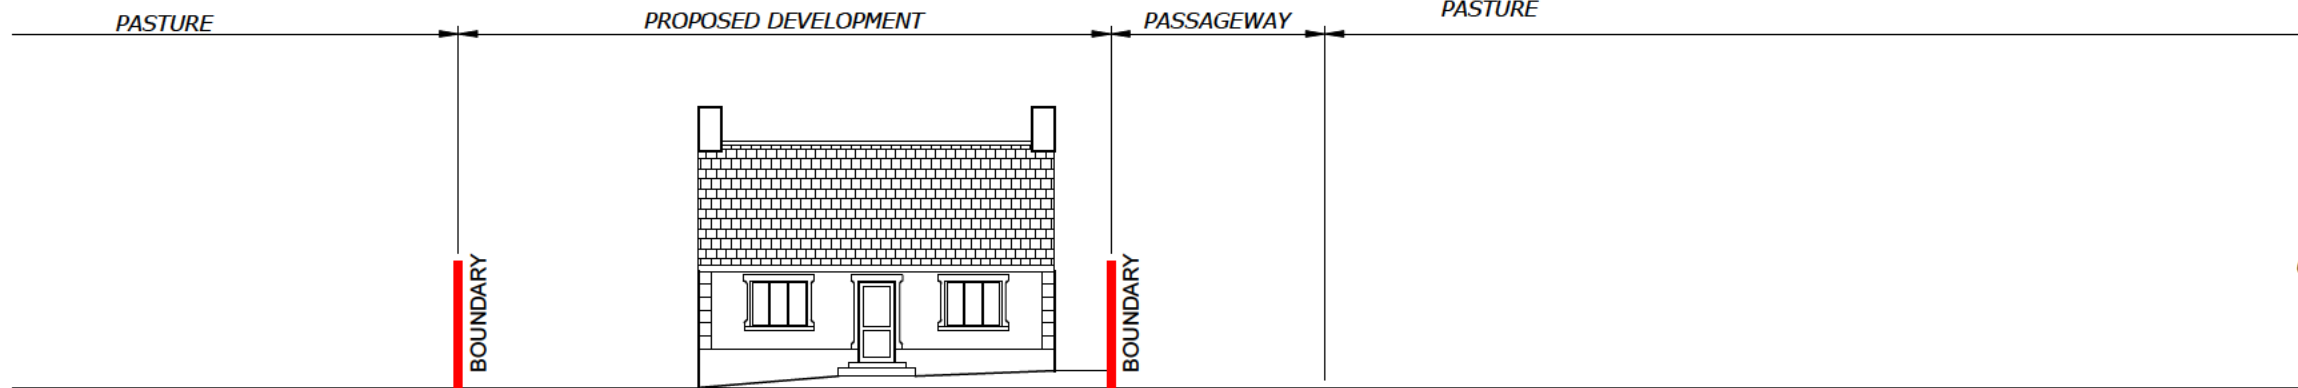 PASTURE
PROPOSED DEVELOPMENT
PASSAGEWAY
PASTURE
BOUNDARY
BOUNDARY